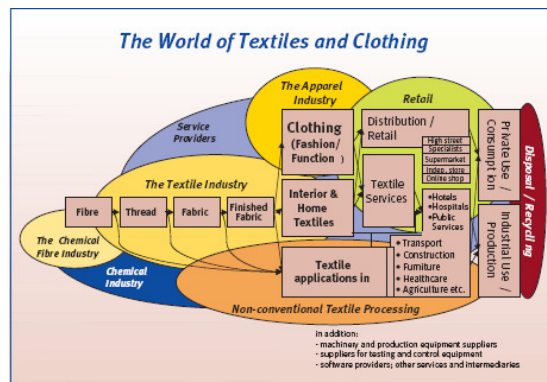 The World of Textiles and Clothing
The Apparel
Industry
Retail
Service
Providers
Clothing
(Fashion/
Function )
Distribution /
Retail
High street
Specialists
Supermarket
Indep. store
Online shop
Private Use /
Consumption
Disposal / Recycling
The Textile Industry
Interior &
Home
Textiles
Textile
Services
•Hotels
•Hospitals
•Public
Services
Fibre
Thread
Fabric
Finished
Fabric
The Chemical
Fibre Industry
Chemical
Industry
Textile
applications in
• Transport
• Construction
• Furniture
• Healthcare
• Agriculture etc.
Industrial Use /
Production
Non-conventional Textile Processing
in addition:
- machinery and production equipment suppliers
- suppliers for testing and control equipment
- software providers; other services and intermediaries